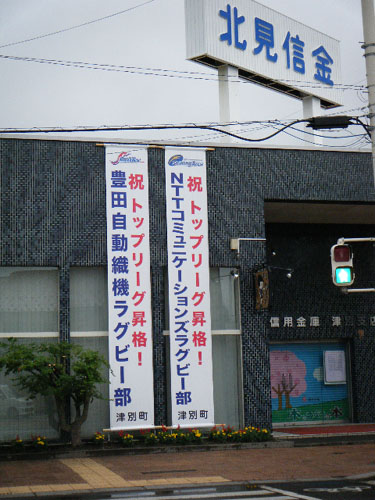 北見信金
祝 トップリーグ昇格！
豊田自動織機ラグビー部
津別町
祝 トップリーグ昇格！
NTTコミュニケーションズラグビー部
津別町
信用金庫 津